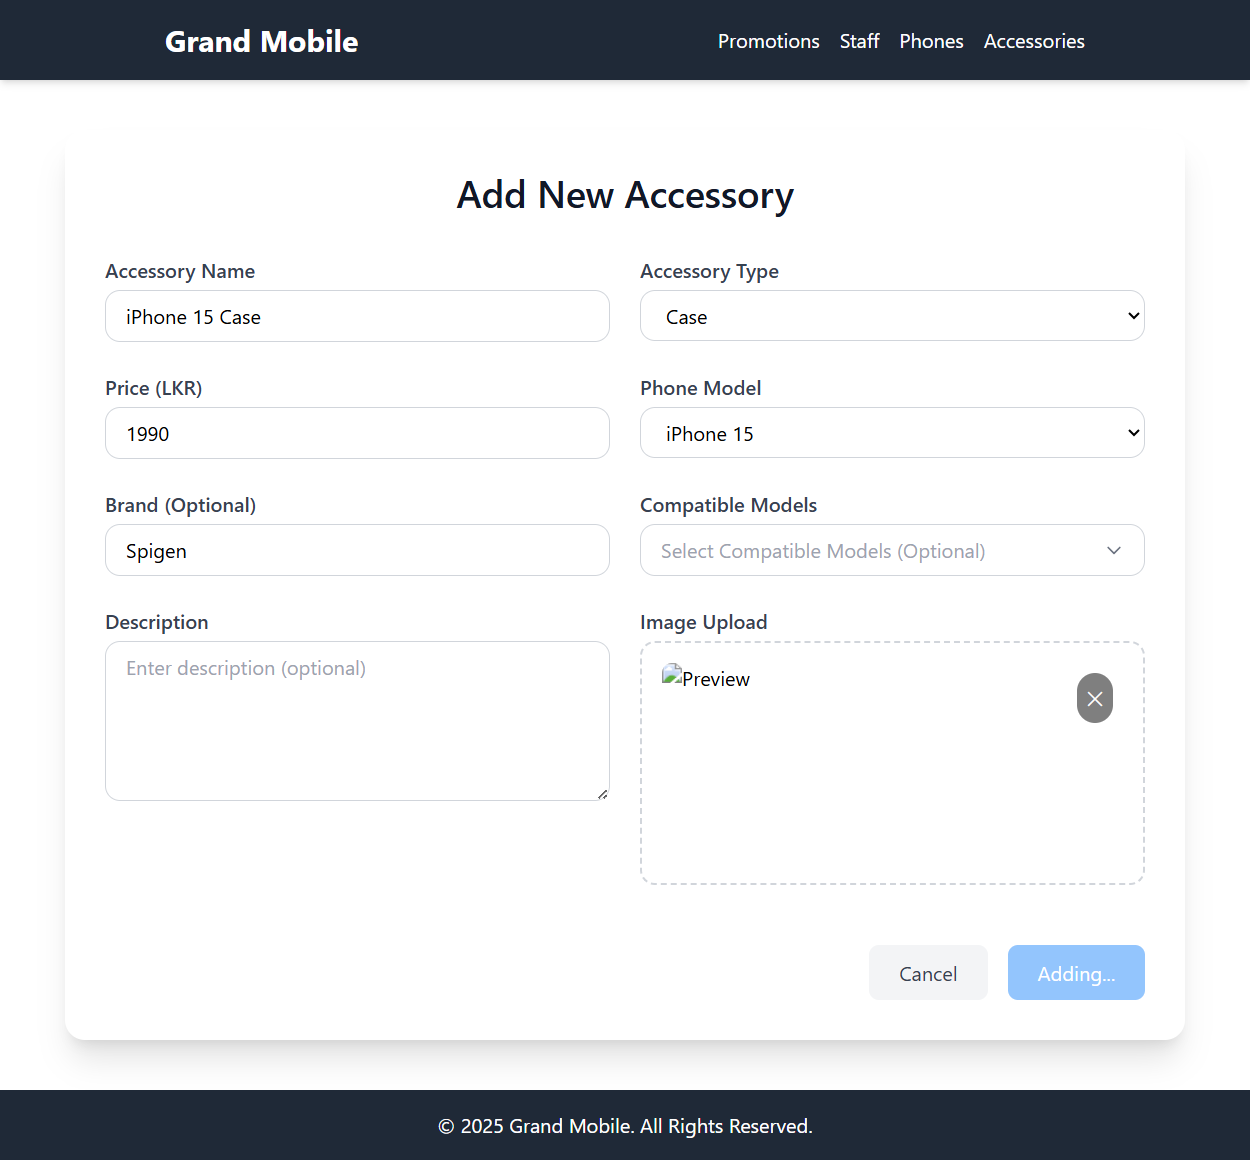 Grand Mobile
Promotions Staff Phones Accessories
Add New Accessory
Accessory Name
iPhone 15 Case
Accessory Type
Case
Price (LKR)
1990
Phone Model
iPhone 15
Brand (Optional)
Spigen
Compatible Models
Select Compatible Models (Optional)
Description
Enter description (optional)
Image Upload
Preview
Cancel
Adding...
© 2025 Grand Mobile. All Rights Reserved.